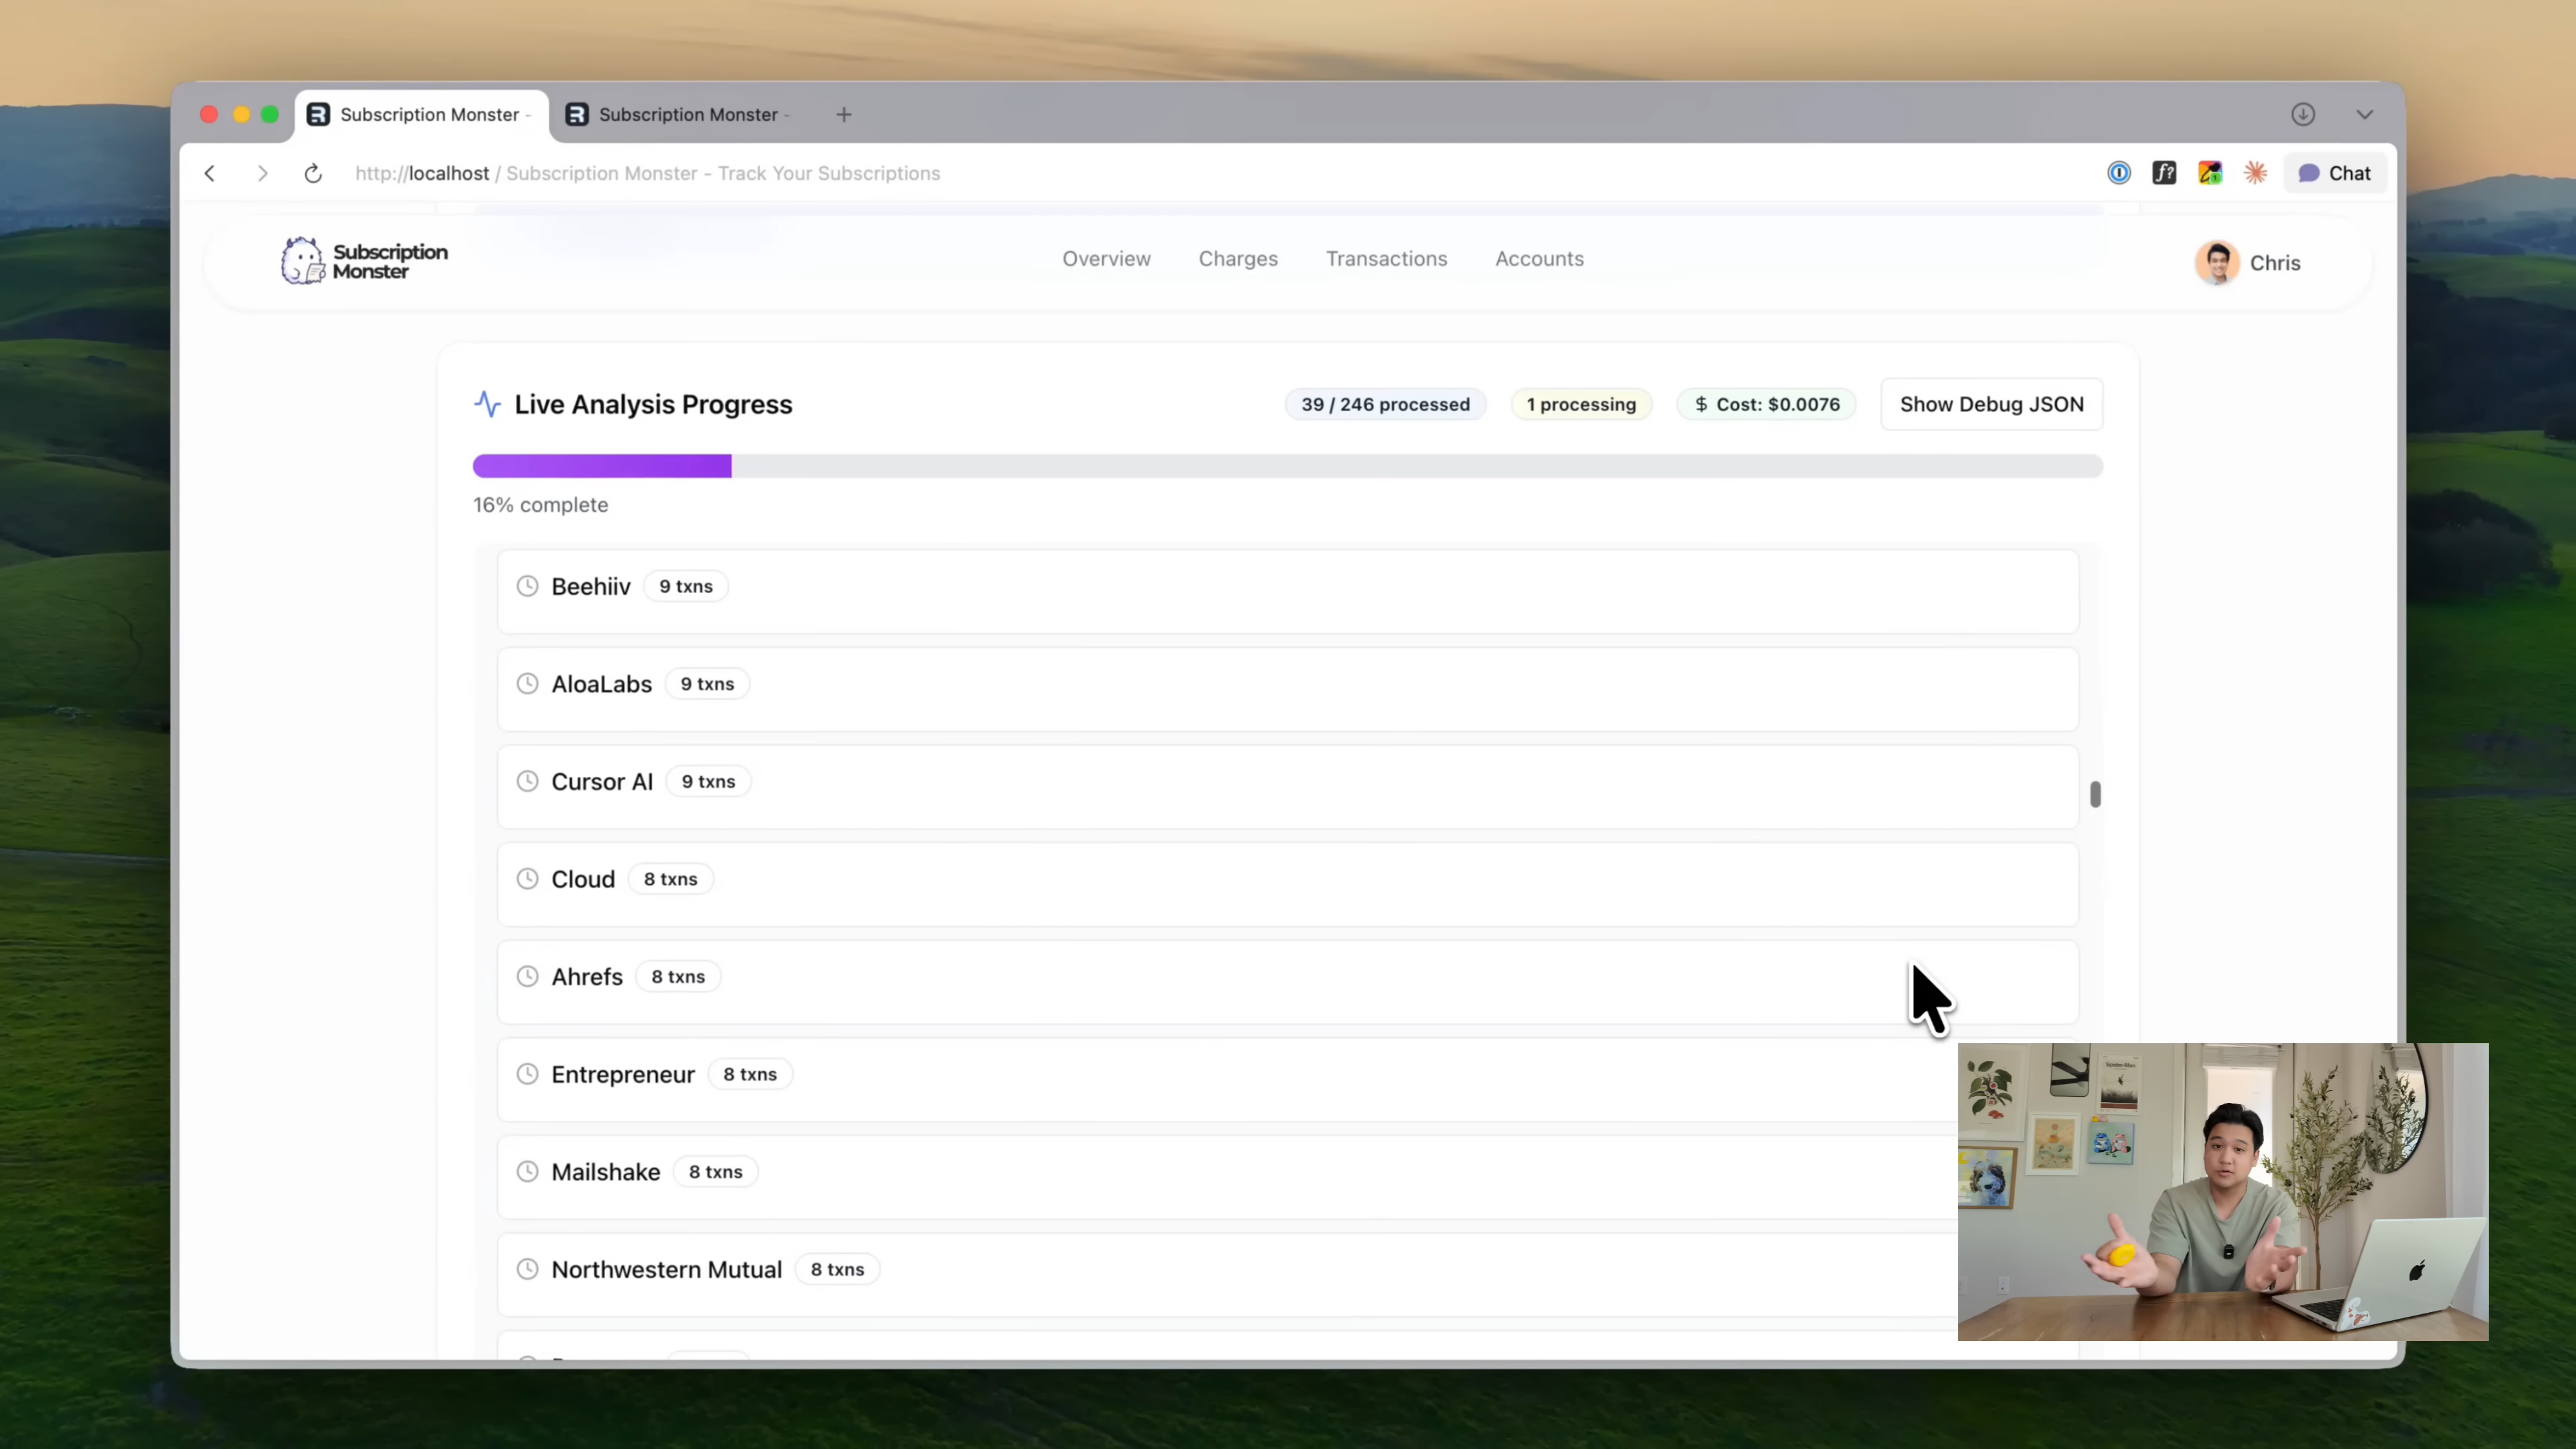 Subscription Monster -
Subscription Monster -
http://localhost / Subscription Monster - Track Your Subscriptions
Chat
Subscription
Monster
Overview
Charges
Transactions
Accounts
Chris
Live Analysis Progress
39 / 246 processed
1 processing
$ Cost: $0.0076
Show Debug JSON
16% complete
Beehiiv 9 txns
AloaLabs 9 txns
Cursor AI 9 txns
Cloud 8 txns
Ahrefs 8 txns
Entrepreneur 8 txns
Mailshake 8 txns
Northwestern Mutual 8 txns